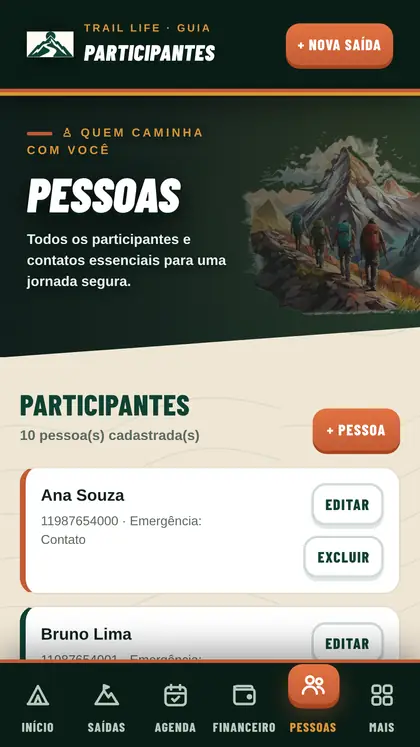 TRAIL LIFE · GUIA
PARTICIPANTES
+ NOVA SAÍDA
♙ QUEM CAMINHA
COM VOCÊ
PESSOAS
Todos os participantes e
contatos essenciais para uma
jornada segura.
PARTICIPANTES
10 pessoa(s) cadastrada(s)
+ PESSOA
Ana Souza
11987654000 · Emergência:
Contato
EDITAR
EXCLUIR
Bruno Lima
11987654001 · Emergência:
EDITAR
INÍCIO
SAÍDAS
AGENDA
FINANCEIRO
PESSOAS
MAIS